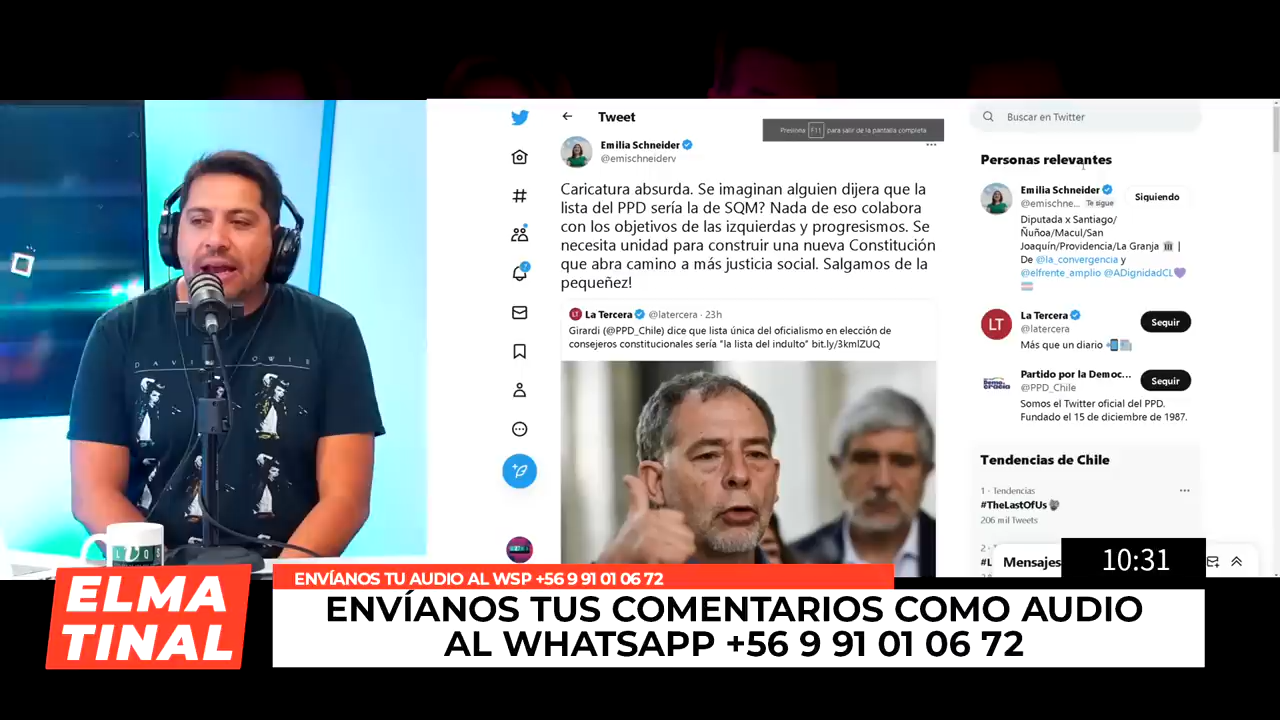 Tweet
Presiona F11 para salir de la pantalla completa
Buscar en Twitter
Emilia Schneider
@emischneiderv
Caricatura absurda. Se imaginan alguien dijera que la
lista del PPD sería la de SQM? Nada de eso colabora
con los objetivos de las izquierdas y progresismos. Se
necesita unidad para construir una nueva Constitución
que abra camino a más justicia social. Salgamos de la
pequeñez!
LT La Tercera @latercera · 23h
Girardi (@PPD_Chile) dice que lista única del oficialismo en elección de
consejeros constitucionales sería "la lista del indulto" bit.ly/3kmlZUQ
Personas relevantes
Emilia Schneider
@emischne... Te sigue
Siguiendo
Diputada x Santiago/
Ñuñoa/Macul/San
Joaquín/Providencia/La Granja 🏛 |
De @la_convergencia y
@elfrente_amplio @ADignidadCL💜
LT
La Tercera
@latercera
Seguir
Más que un diario
Partido por la Democ...
@PPD_Chile
Seguir
Somos el Twitter oficial del PPD.
Fundado el 15 de diciembre de 1987.
Tendencias de Chile
1 · Tendencias
#TheLastOfUs
206 mil Tweets
Mensajes
10:31
DAVID BOWIE
ELMA
TINAL
ENVÍANOS TU AUDIO AL WSP +56 9 91 01 06 72
ENVÍANOS TUS COMENTARIOS COMO AUDIO
AL WHATSAPP +56 9 91 01 06 72